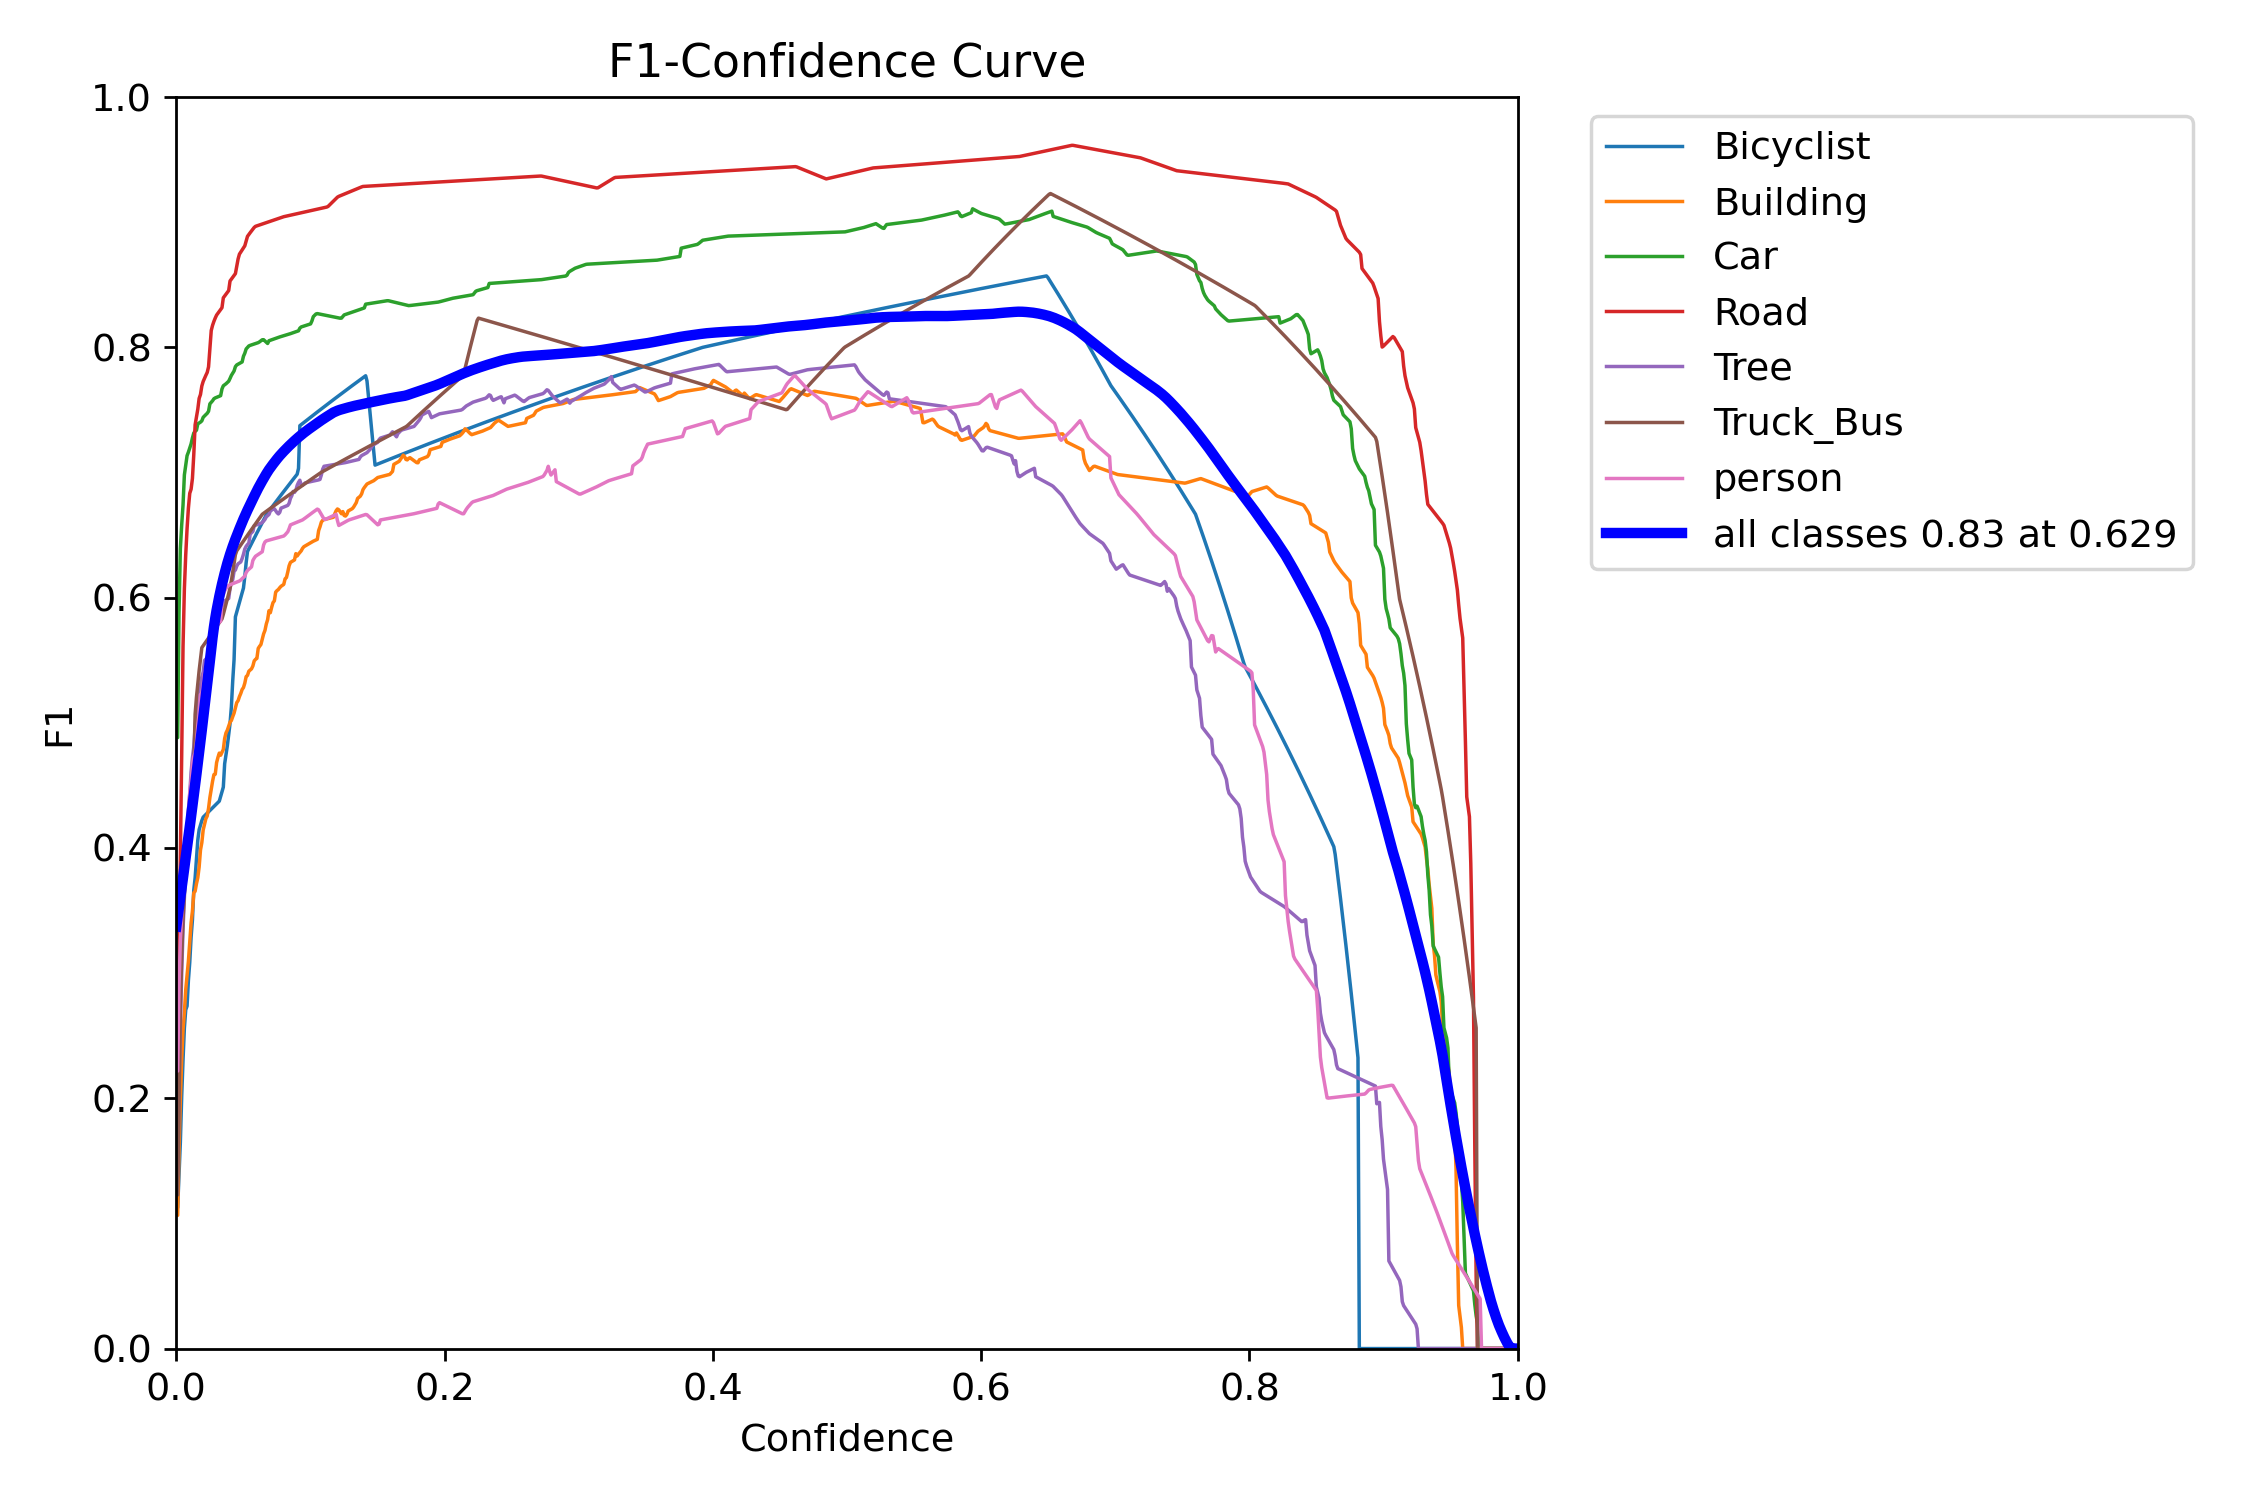 F1-Confidence Curve
1.0
0.8
0.6
0.4
0.2
0.0
F1
0.0 0.2 0.4 0.6 0.8 1.0
Confidence
Bicyclist
Building
Car
Road
Tree
Truck_Bus
person
all classes 0.83 at 0.629